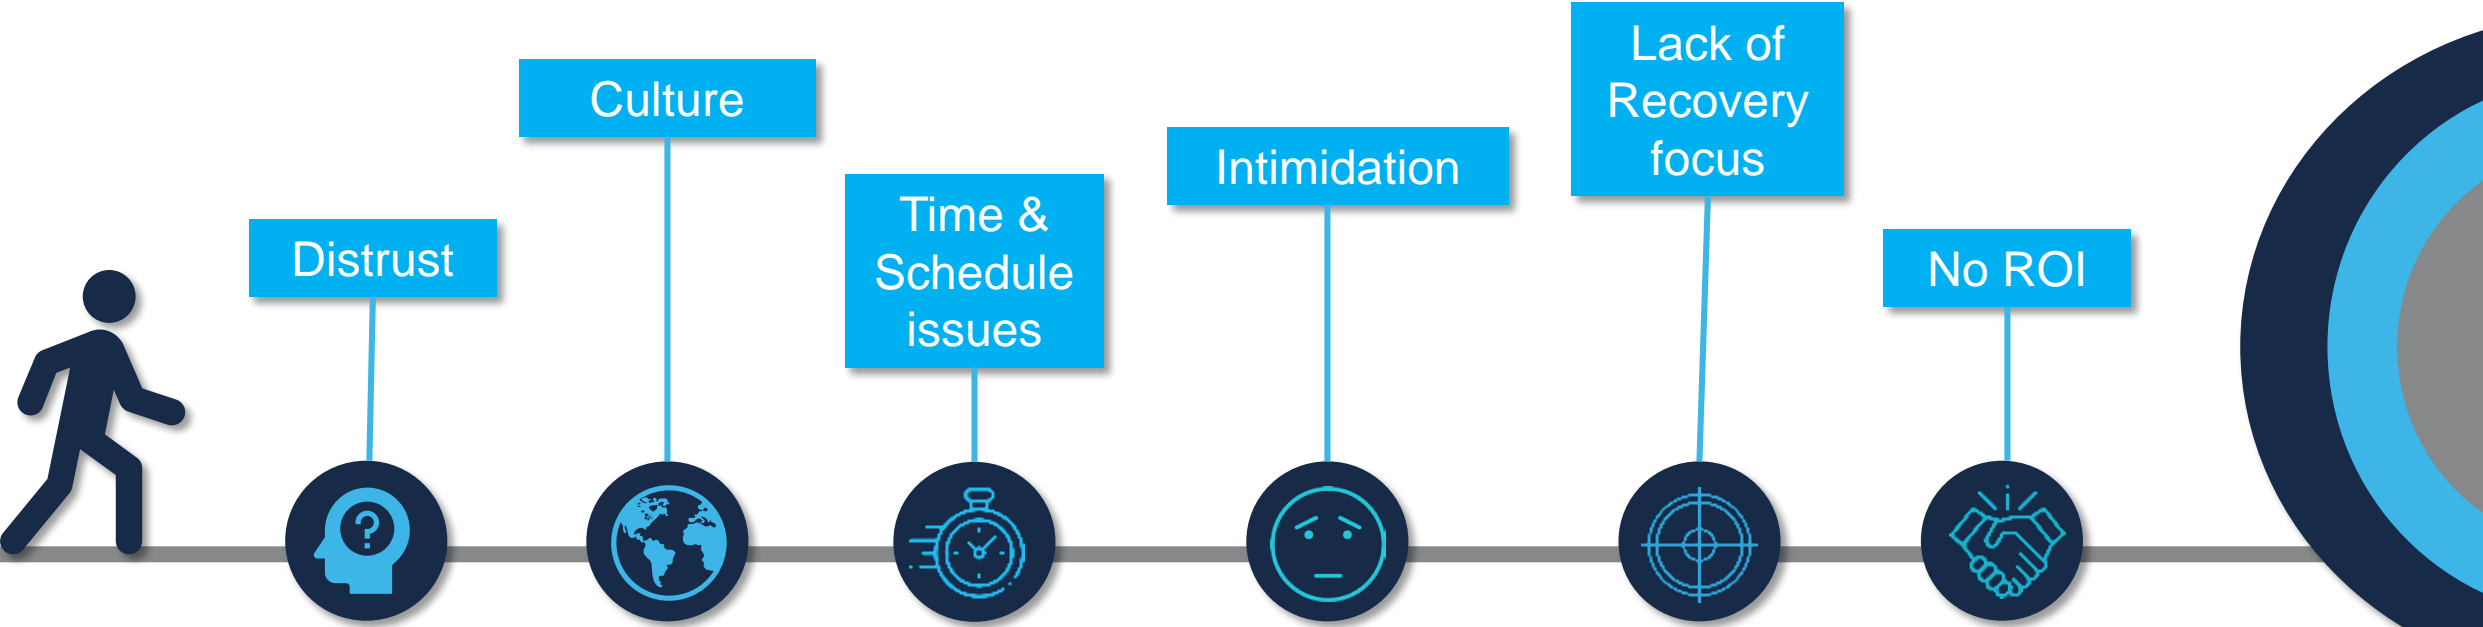 Distrust
Culture
Time &
Schedule
issues
Intimidation
Lack of
Recovery
focus
No ROI
?